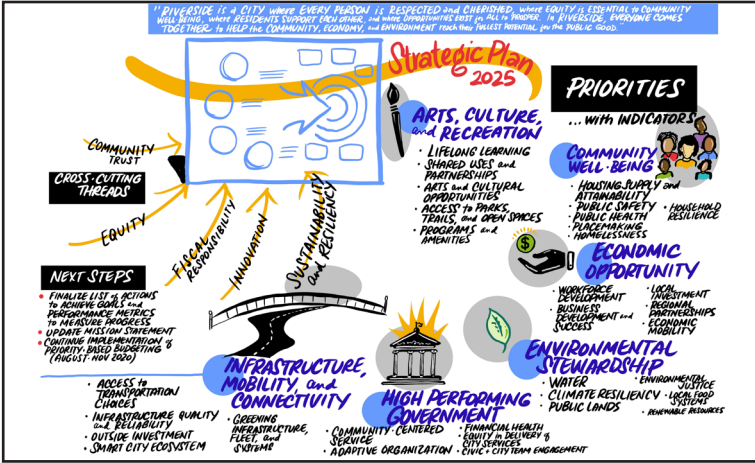 "RIVERSIDE is a CITY where EVERY PERSON is RESPECTED and CHERISHED, where EQUITY is ESSENTIAL to COMMUNITY
WELL-BEING, where RESIDENTS SUPPORT EACH OTHER, and where OPPORTUNITIES EXIST for ALL to PROSPER. In RIVERSIDE, EVERYONE COMES
TOGETHER to HELP the COMMUNITY, ECONOMY, and ENVIRONMENT reach their FULLEST POTENTIAL for the PUBLIC GOOD."
Strategic Plan
2025
PRIORITIES
...with INDICATORS
ARTS, CULTURE,
and RECREATION
• LIFELONG LEARNING
• SHARED USES and
PARTNERSHIPS
• ARTS and CULTURAL
OPPORTUNITIES
• ACCESS to PARKS,
TRAILS, and OPEN SPACES
• PROGRAMS and
AMENITIES
COMMUNITY
WELL-BEING
• HOUSING SUPPLY and
ATTAINABILITY
• PUBLIC SAFETY
• PUBLIC HEALTH
• PLACEMAKING
• HOMELESSNESS
• HOUSEHOLD
RESILIENCE
COMMUNITY
TRUST
CROSS-CUTTING
THREADS
EQUITY
FISCAL
RESPONSIBILITY
INNOVATION
SUSTAINABILITY
and RESILIENCY
$
ECONOMIC
OPPORTUNITY
• WORKFORCE
DEVELOPMENT
• BUSINESS
DEVELOPMENT and
SUCCESS
• LOCAL
INVESTMENT
• REGIONAL
PARTNERSHIPS
• ECONOMIC
MOBILITY
NEXT STEPS
• FINALIZE LIST of ACTIONS
to ACHIEVE GOALS and
PERFORMANCE METRICS
to MEASURE PROGRESS
• UPDATE MISSION STATEMENT
• CONTINUE IMPLEMENTATION of
PRIORITY-BASED BUDGETING
(AUGUST-NOV 2020)
ENVIRONMENTAL
STEWARDSHIP
• WATER
• CLIMATE RESILIENCY
• PUBLIC LANDS
• ENVIRONMENTAL
JUSTICE
• LOCAL FOOD
SYSTEMS
• RENEWABLE RESOURCES
INFRASTRUCTURE,
MOBILITY, and
CONNECTIVITY
• ACCESS to
TRANSPORTATION
CHOICES
• INFRASTRUCTURE QUALITY
and RELIABILITY
• OUTSIDE INVESTMENT
• SMART CITY ECOSYSTEM
• GREENING
INFRASTRUCTURE,
FLEET, and
SYSTEMS
HIGH PERFORMING
GOVERNMENT
• COMMUNITY-CENTERED
SERVICE
• ADAPTIVE ORGANIZATION
• FINANCIAL HEALTH
• EQUITY in DELIVERY of
CITY SERVICES
• CIVIC + CITY TEAM ENGAGEMENT